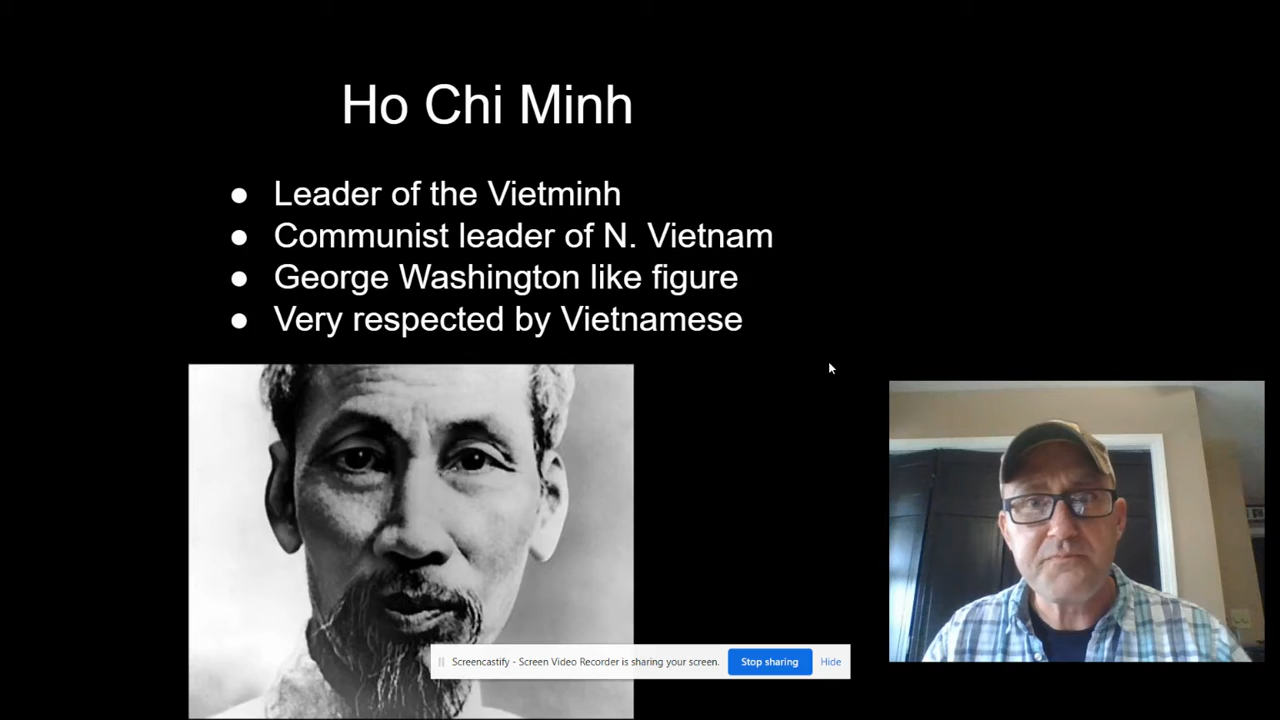 Ho Chi Minh
● Leader of the Vietminh
● Communist leader of N. Vietnam
● George Washington like figure
● Very respected by Vietnamese
Screencastify - Screen Video Recorder is sharing your screen. Stop sharing Hide